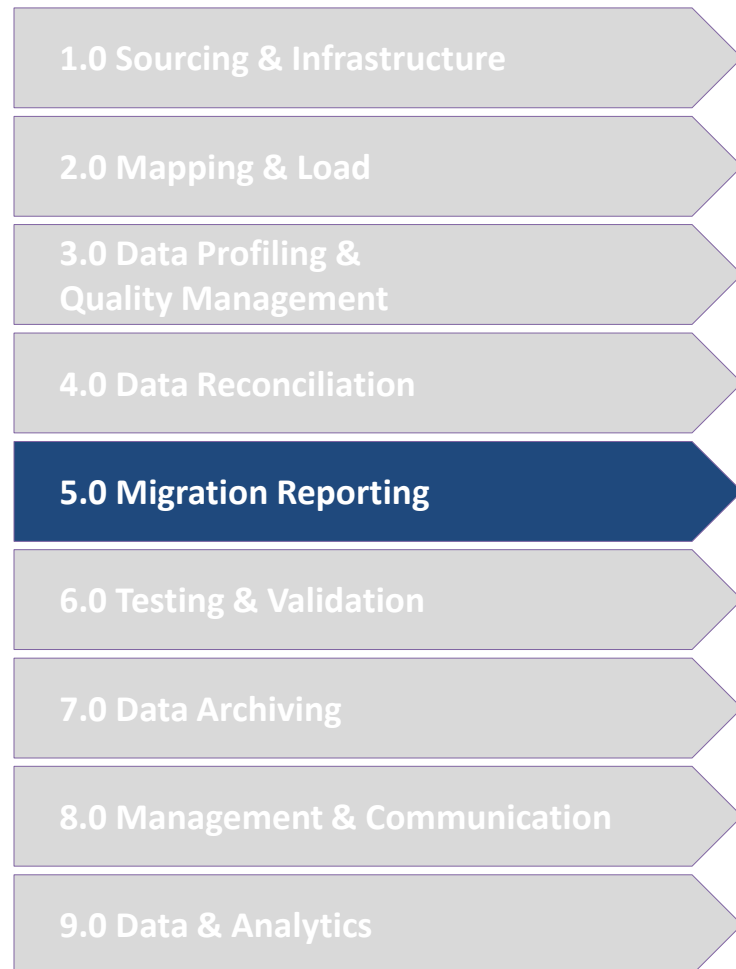 1.0 Sourcing & Infrastructure
2.0 Mapping & Load
3.0 Data Profiling &
Quality Management
4.0 Data Reconciliation
5.0 Migration Reporting
6.0 Testing & Validation
7.0 Data Archiving
8.0 Management & Communication
9.0 Data & Analytics